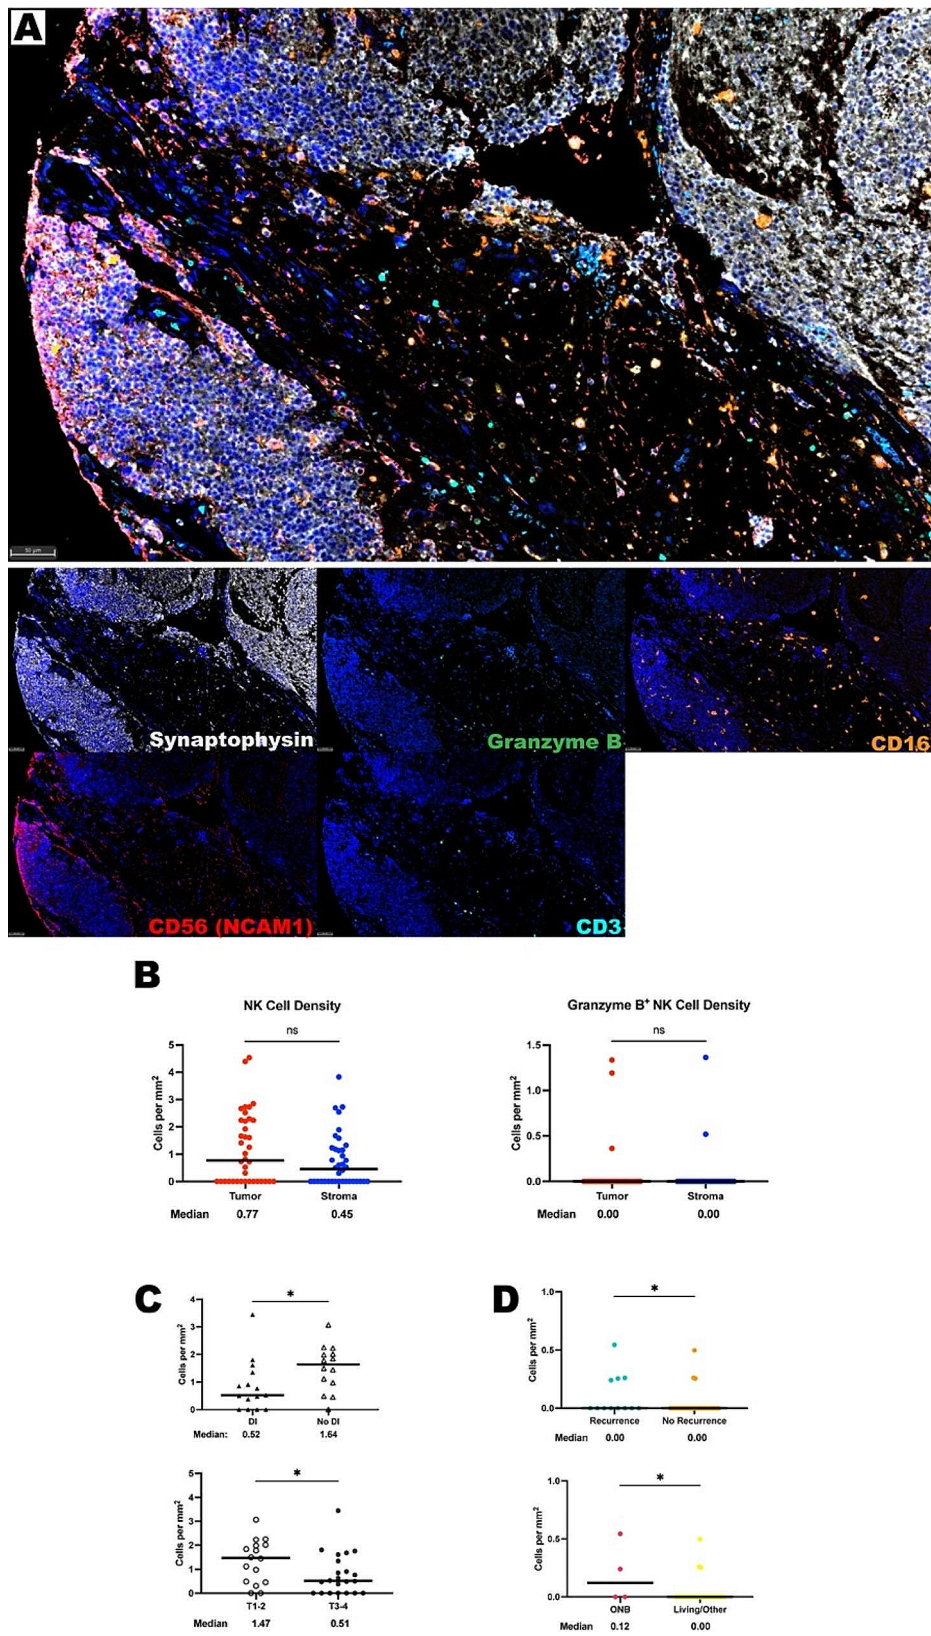 A
50 µm
Synaptophysin
Granzyme B
CD16
CD56 (NCAM1)
CD3
B
NK Cell Density
ns
5
4
3
2
1
0
Cells per mm2
Tumor Stroma
Median 0.77 0.45
Granzyme B+ NK Cell Density
ns
1.5
1.0
0.5
0.0
Cells per mm2
Tumor Stroma
Median 0.00 0.00
C
*
4
3
2
1
0
Cells per mm2
DI No DI
Median: 0.52 1.64
*
5
4
3
2
1
0
Cells per mm2
T1-2 T3-4
Median 1.47 0.51
D
*
1.0
0.5
0.0
Cells per mm2
Recurrence No Recurrence
Median 0.00 0.00
*
1.0
0.5
0.0
Cells per mm2
ONB Living/Other
Median 0.12 0.00